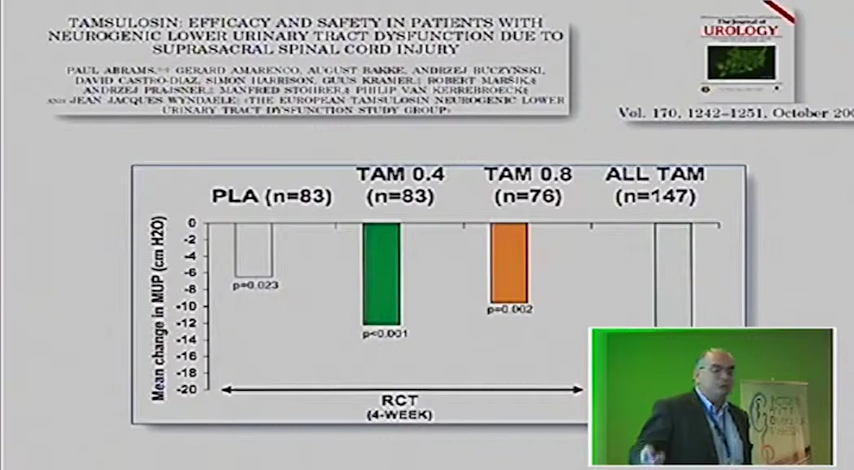 TAMSULOSIN: EFFICACY AND SAFETY IN PATIENTS WITH
NEUROGENIC LOWER URINARY TRACT DYSFUNCTION DUE TO
SUPRASACRAL SPINAL CORD INJURY
PAUL ABRAMS, GERARD AMARENCO, AUGUST BAKKE, ANDRZEJ BUCZYŃSKI,
DAVID CASTRO-DIAZ, SIMON HARRISON, GUUS KRAMER, ROBERT MARŠIK,
ANDRZEJ PRAJSNER, MANFRED STÖHRER, PHILIP VAN KERREBROECK
AND JEAN JACQUES WYNDAELE (THE EUROPEAN TAMSULOSIN NEUROGENIC LOWER
URINARY TRACT DYSFUNCTION STUDY GROUP)
The Journal of
UROLOGY
Vol. 170, 1242–1251, October
PLA (n=83)
TAM 0.4
(n=83)
TAM 0.8
(n=76)
ALL TAM
(n=147)
Mean change in MUP (cm H2O)
0
-2
-4
-6
-8
-10
-12
-14
-16
-18
-20
p=0.023
p<0.001
p=0.002
RCT
(4-WEEK)